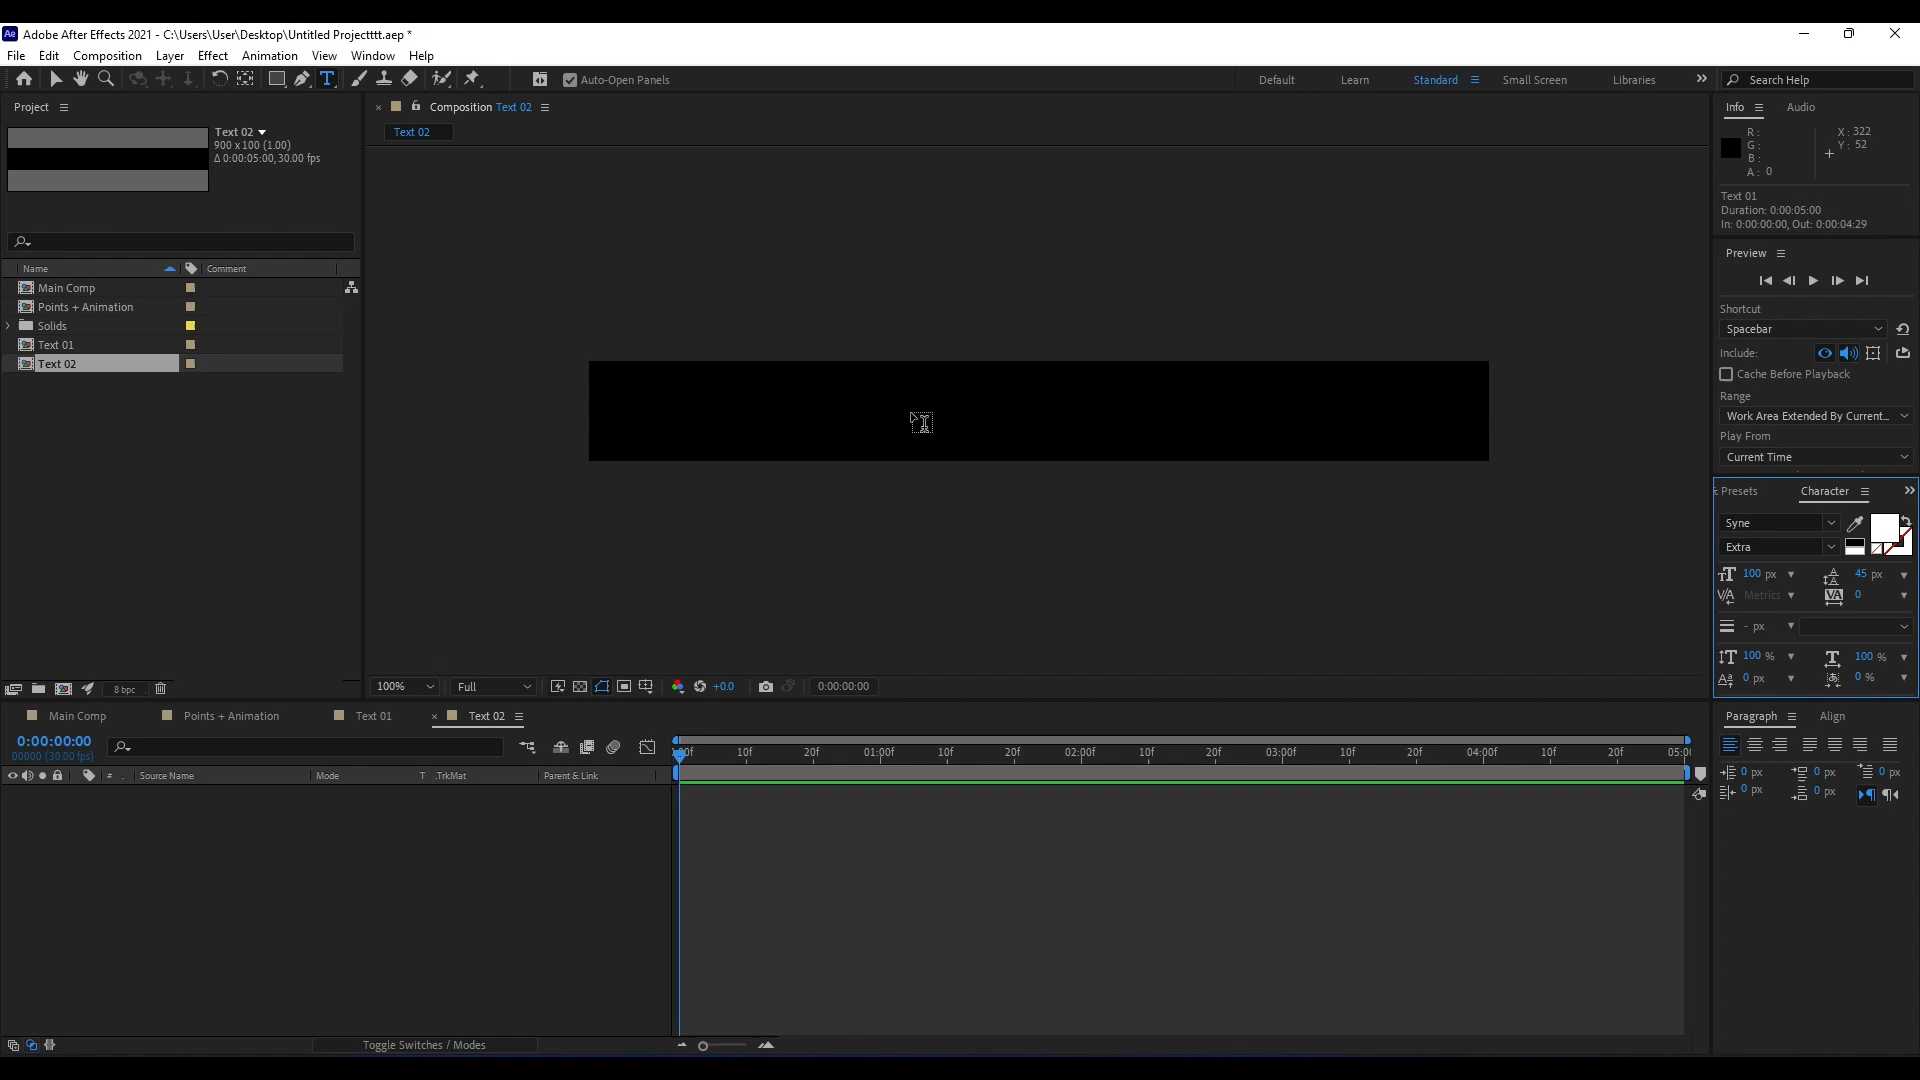 Ae Adobe After Effects 2021 - C:\Users\User\Desktop\Untitled Projectttt.aep *
File Edit Composition Layer Effect Animation View Window Help
T Auto-Open Panels Default Learn Standard Small Screen Libraries Search Help
Project
Text 02
900 x 100 (1.00)
Δ 0:00:05:00, 30.00 fps
Name Comment
Main Comp
Points + Animation
Solids
Text 01
Text 02
8 bpc
Composition Text 02
Text 02
100% Full +0.0 0:00:00:00
Info Audio
R :
G :
B :
A : 0
X : 322
Y : 52
Text 01
Duration: 0:00:05:00
In: 0:00:00:00, Out: 0:00:04:29
Preview
Shortcut
Spacebar
Include:
Cache Before Playback
Range
Work Area Extended By Current...
Play From
Current Time
Presets Character
Syne
Extra
100 px 45 px
Metrics 0
- px
100 % 100 %
0 px 0 %
Main Comp Points + Animation Text 01 Text 02
0:00:00:00
00000 (30.00 fps)
# Source Name Mode T .TrkMat Parent & Link
10f 20f 01:00f 10f 20f 02:00f 10f 20f 03:00f 10f 20f 04:00f 10f 20f
Toggle Switches / Modes
Paragraph Align
0 px 0 px 0 px
0 px 0 px